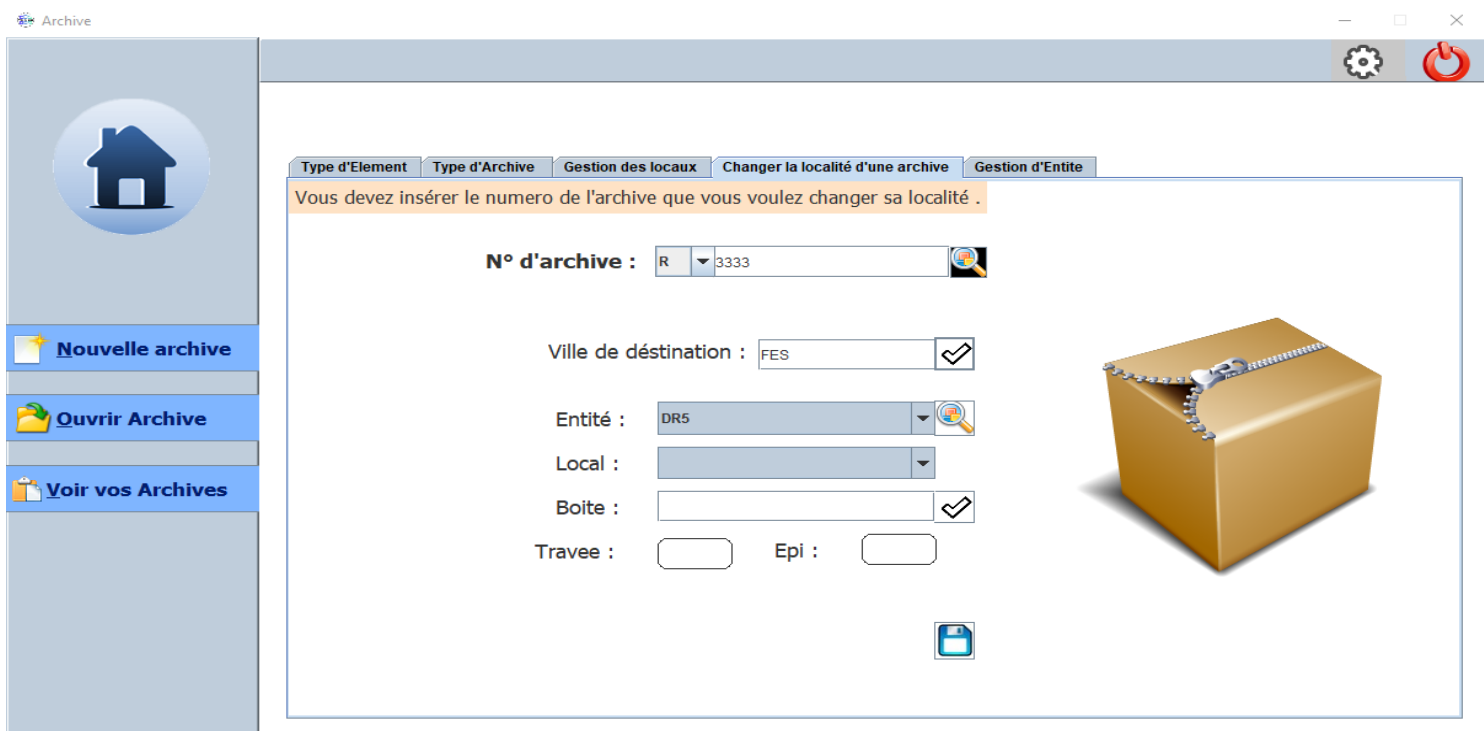 Archive
Type d'Element Type d'Archive Gestion des locaux Changer la localité d'une archive Gestion d'Entite
Vous devez insérer le numero de l'archive que vous voulez changer sa localité .
N° d'archive : R 3333
Nouvelle archive
Ville de déstination : FES
Ouvrir Archive
Entité : DR5
Local :
Voir vos Archives
Boite :
Travee : Epi :